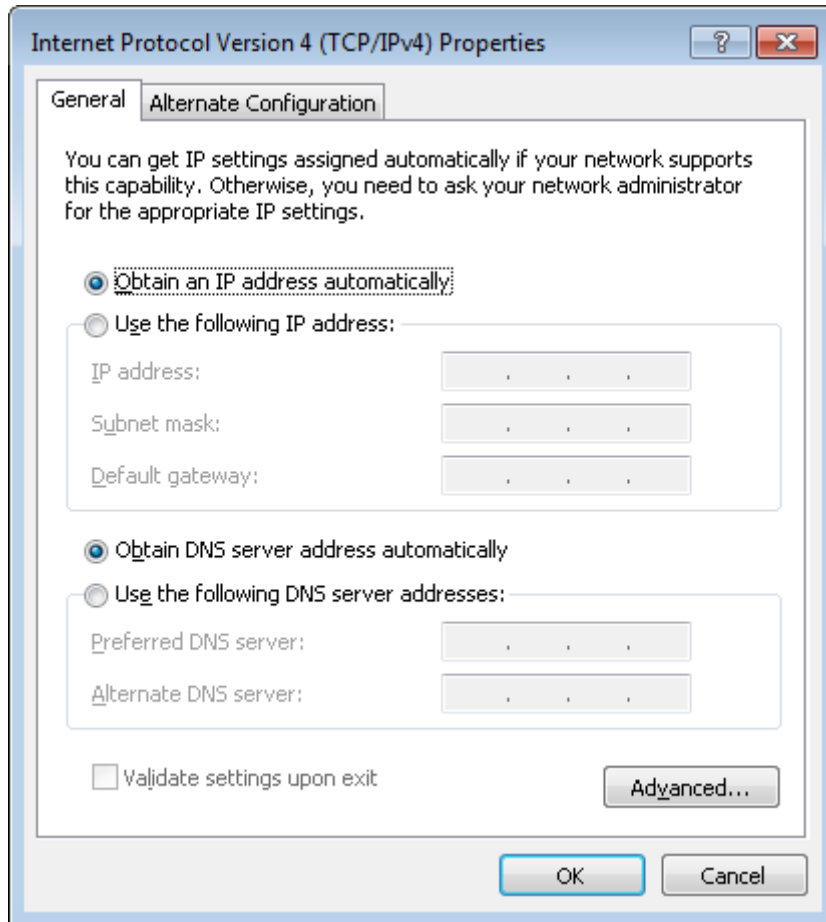 Internet Protocol Version 4 (TCP/IPv4) Properties
?
General
Alternate Configuration
You can get IP settings assigned automatically if your network supports
this capability. Otherwise, you need to ask your network administrator
for the appropriate IP settings.
Obtain an IP address automatically
Use the following IP address:
IP address:
Subnet mask:
Default gateway:
Obtain DNS server address automatically
Use the following DNS server addresses:
Preferred DNS server:
Alternate DNS server:
Validate settings upon exit
Advanced...
OK
Cancel